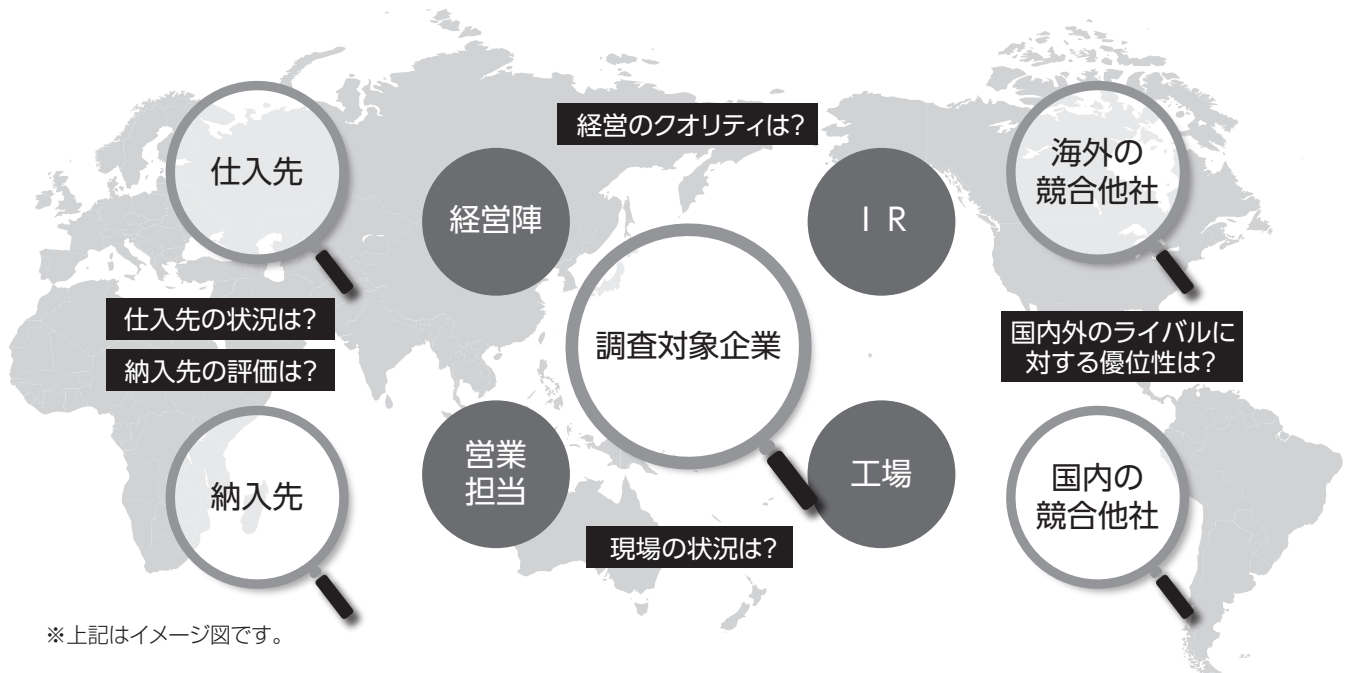 経営のクオリティは?
仕入先
経営陣
I R
海外の
競合他社
仕入先の状況は?
納入先の評価は?
調査対象企業
国内外のライバルに
対する優位性は?
納入先
営業
担当
工場
国内の
競合他社
現場の状況は?
※上記はイメージ図です。